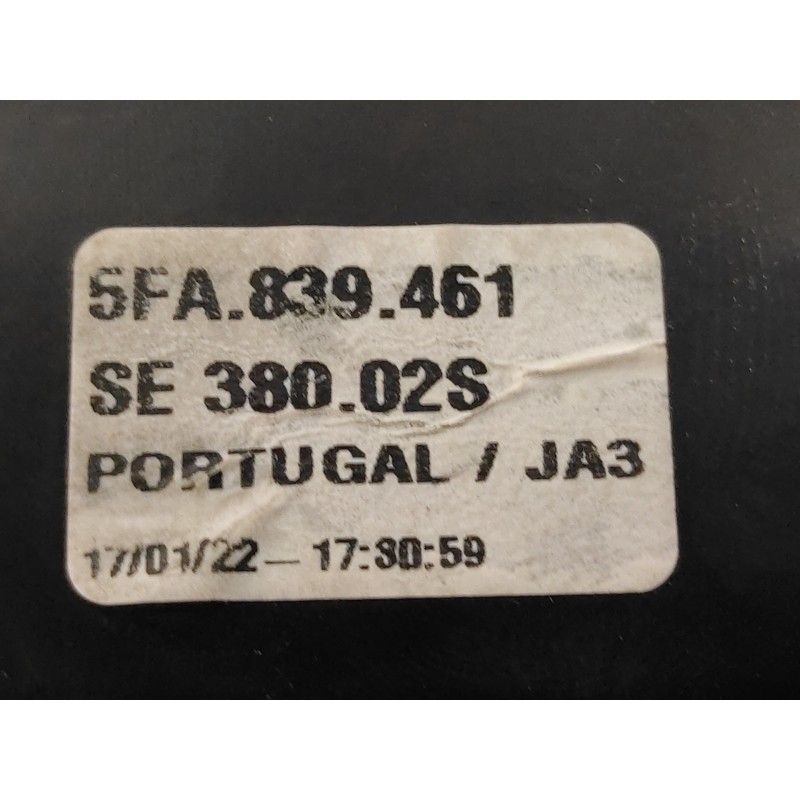 5FA.839.461
SE 380.02S
PORTUGAL / JA3
17/01/22 – 17:30:59